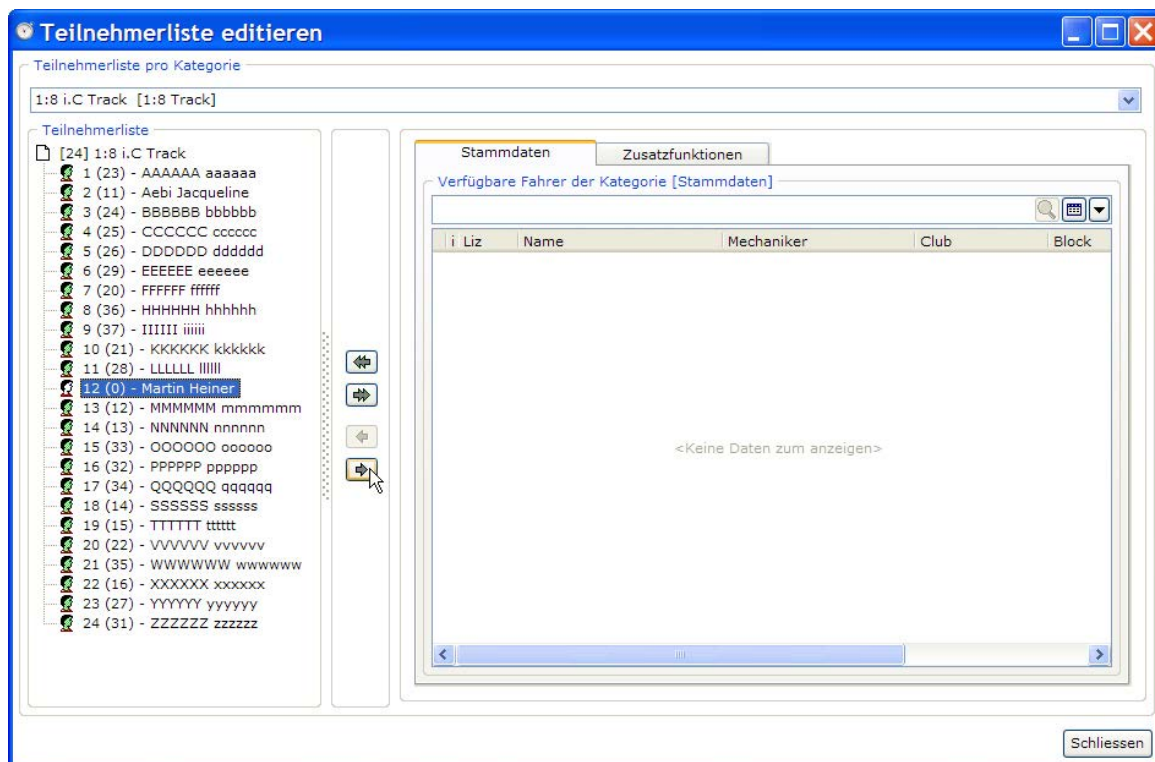 Teilnehmerliste editieren
Teilnehmerliste pro Kategorie
1:8 i.C Track [1:8 Track]
Teilnehmerliste
[24] 1:8 i.C Track
1 (23) - AAAAAA aaaaaa
2 (11) - Aebi Jacqueline
3 (24) - BBBBBB bbbbbb
4 (25) - CCCCCC cccccc
5 (26) - DDDDDD dddddd
6 (29) - EEEEEE eeeeee
7 (20) - FFFFFF ffffff
8 (36) - HHHHHH hhhhhh
9 (37) - IIIIII iiiiii
10 (21) - KKKKKK kkkkkk
11 (28) - LLLLLL llllll
12 (0) - Martin Heiner
13 (12) - MMMMMM mmmmmm
14 (13) - NNNNNN nnnnnn
15 (33) - OOOOOO oooooo
16 (32) - PPPPPP pppppp
17 (34) - QQQQQQ qqqqqq
18 (14) - SSSSSS ssssss
19 (15) - TTTTTT tttttt
20 (22) - VVVVVV vvvvvv
21 (35) - WWWWWW wwwwww
22 (16) - XXXXXX xxxxxx
23 (27) - YYYYYY yyyyyy
24 (31) - ZZZZZZ zzzzzz
Stammdaten Zusatzfunktionen
Verfügbare Fahrer der Kategorie [Stammdaten]
i Liz Name Mechaniker Club Block
<Keine Daten zum anzeigen>
Schliessen